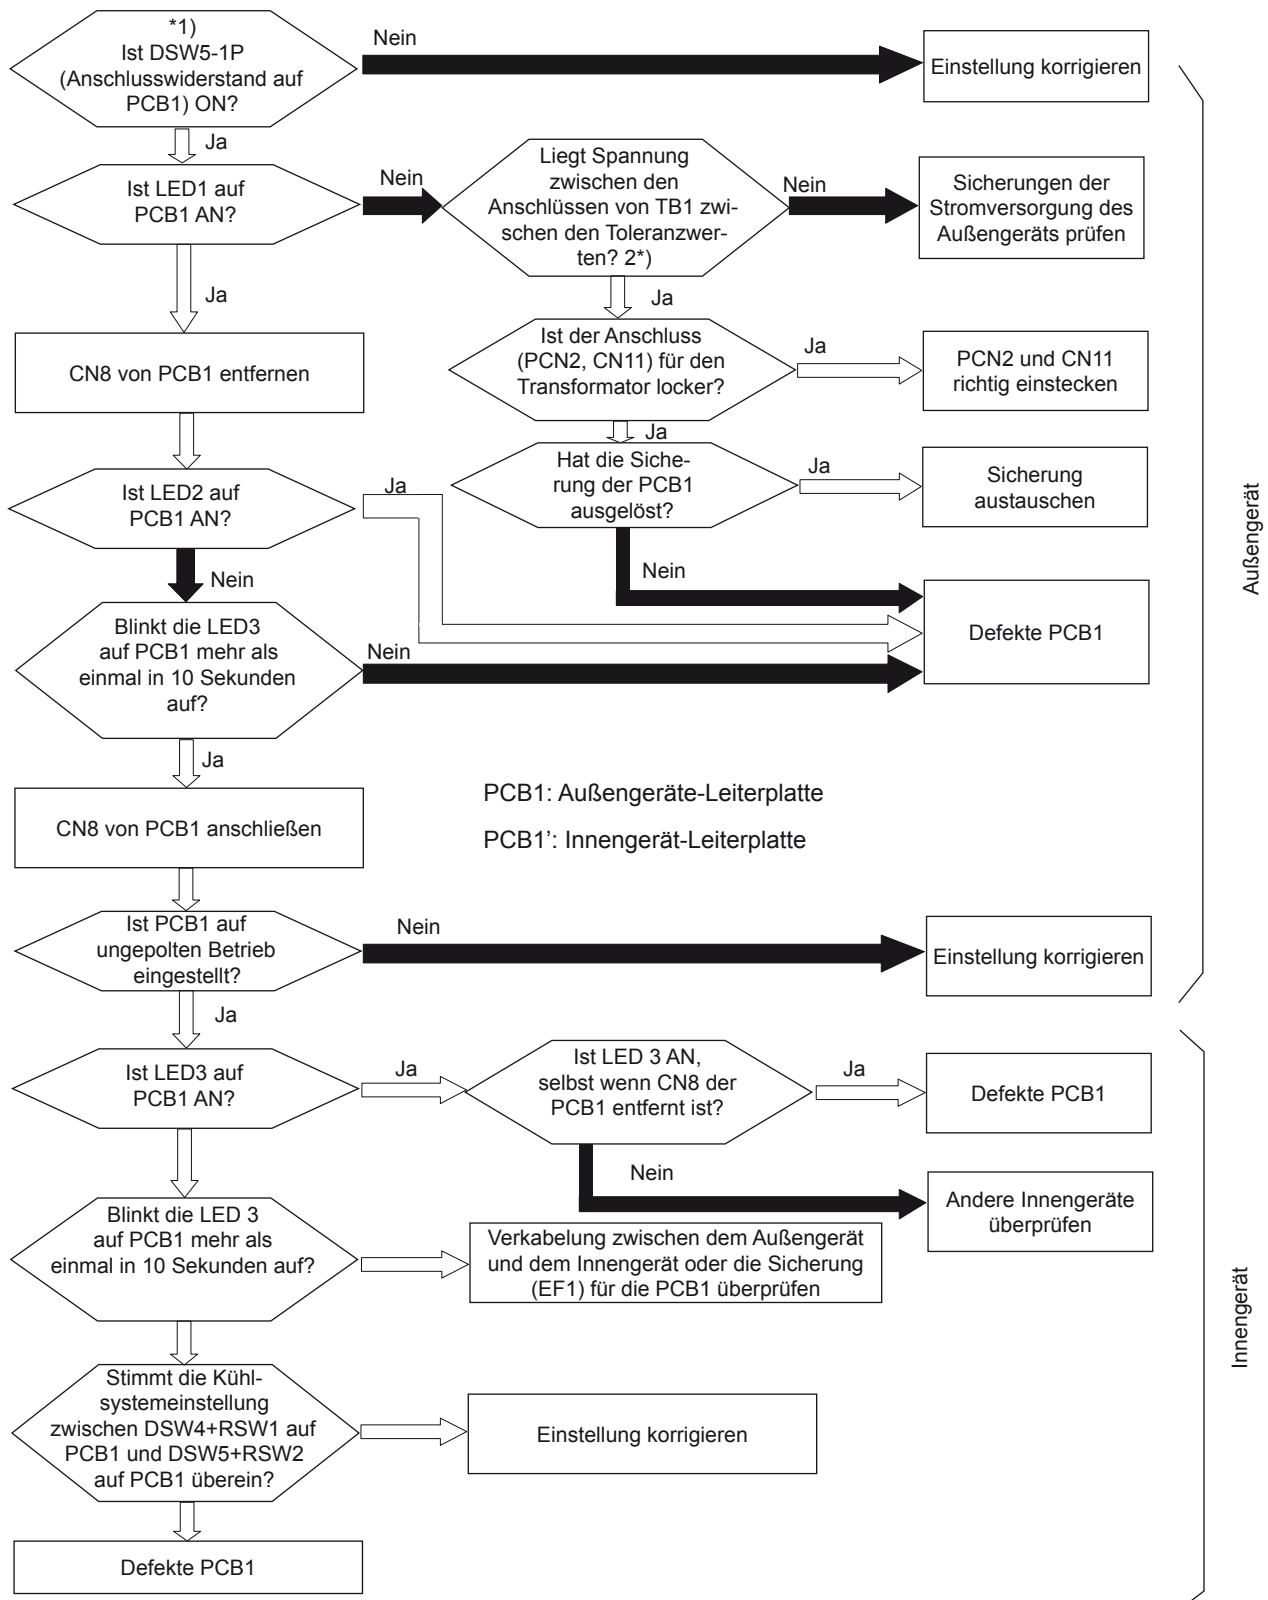 *1)
Ist DSW5-1P
(Anschlusswiderstand auf
PCB1) ON?
Nein
Einstellung korrigieren
Ja
Ist LED1 auf
PCB1 AN?
Nein
Liegt Spannung
zwischen den
Anschlüssen von TB1 zwi-
schen den Toleranzwer-
ten? 2*)
Nein
Sicherungen der
Stromversorgung des
Außengeräts prüfen
Ja
Ja
CN8 von PCB1 entfernen
Ist der Anschluss
(PCN2, CN11) für den
Transformator locker?
Ja
PCN2 und CN11
richtig einstecken
Ja
Ist LED2 auf
PCB1 AN?
Ja
Hat die Siche-
rung der PCB1
ausgelöst?
Ja
Sicherung
austauschen
Außengerät
Nein
Nein
Defekte PCB1
Blinkt die LED3
auf PCB1 mehr als
einmal in 10 Sekunden
auf?
Nein
Ja
CN8 von PCB1 anschließen
PCB1: Außengeräte-Leiterplatte
PCB1’: Innengerät-Leiterplatte
Ist PCB1 auf
ungepolten Betrieb
eingestellt?
Nein
Einstellung korrigieren
Ja
Ist LED3 auf
PCB1 AN?
Ja
Ist LED 3 AN,
selbst wenn CN8 der
PCB1 entfernt ist?
Ja
Defekte PCB1
Nein
Andere Innengeräte
überprüfen
Blinkt die LED 3
auf PCB1 mehr als
einmal in 10 Sekunden auf?
Verkabelung zwischen dem Außengerät
und dem Innengerät oder die Sicherung
(EF1) für die PCB1 überprüfen
Innengerät
Stimmt die Kühl-
systemeinstellung
zwischen DSW4+RSW1 auf
PCB1 und DSW5+RSW2
auf PCB1 überein?
Einstellung korrigieren
Defekte PCB1